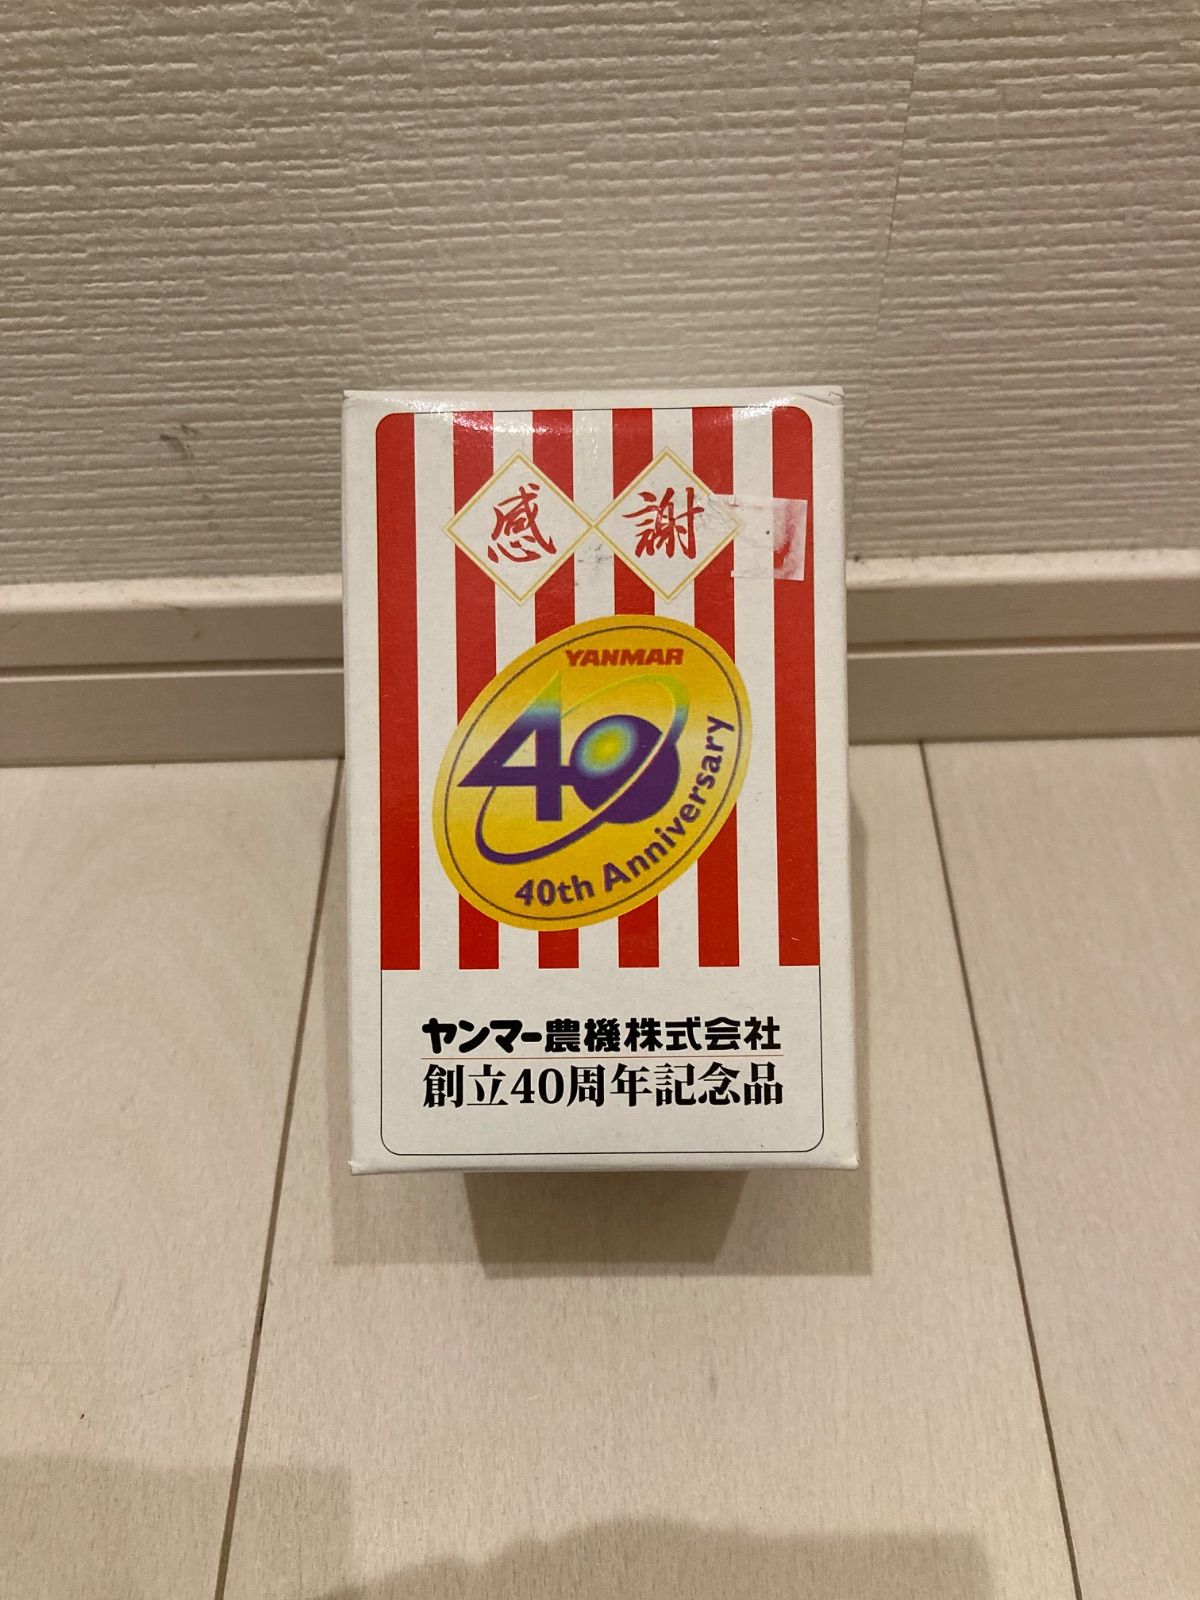 感謝
YANMAR
40
40th Anniversary
ヤンマー農機株式会社
創立40周年記念品